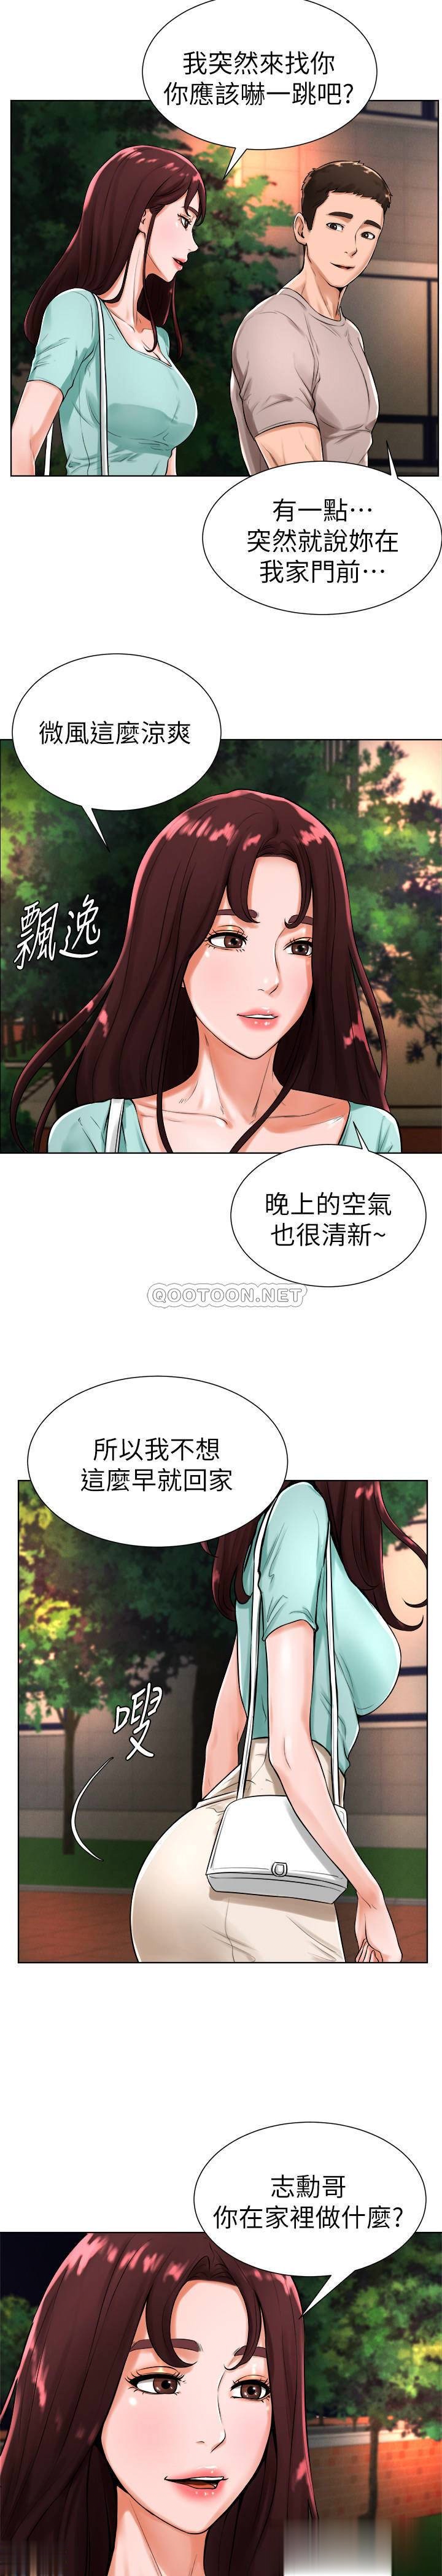 我突然來找你
你應該嚇一跳吧?
有一點…
突然就說妳在
我家門前…
微風這麼涼爽
飄逸
晚上的空氣
也很清新~
QOOTOON.NET
所以我不想
這麼早就回家
嗖
志勳哥
你在家裡做什麼?